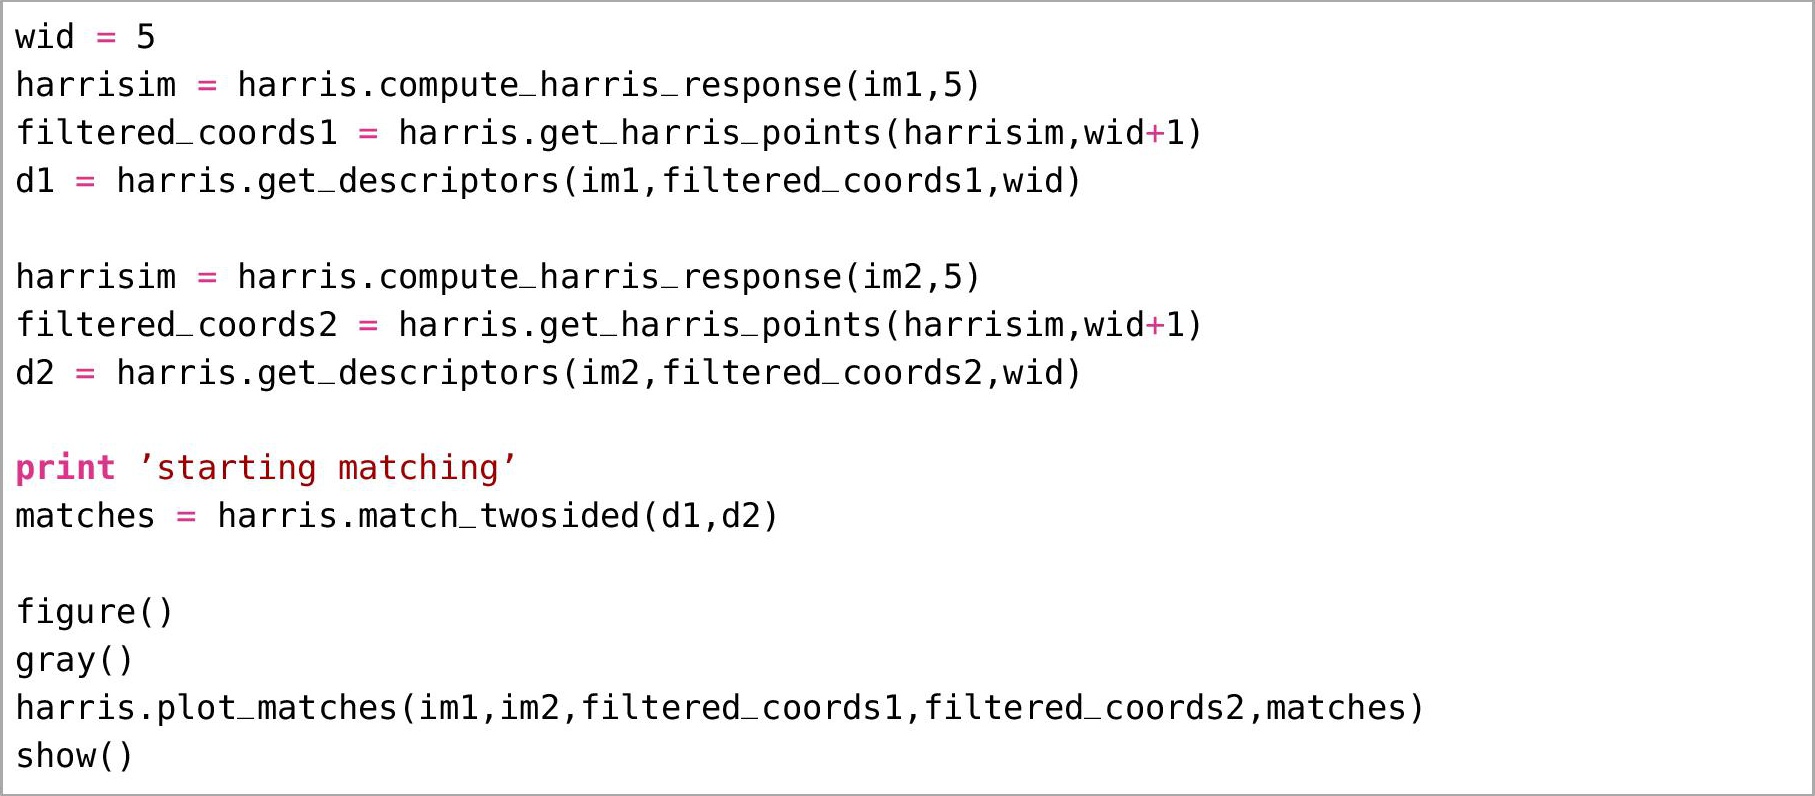 wid = 5
harrisim = harris.compute_harris_response(im1,5)
filtered_coords1 = harris.get_harris_points(harrisim,wid+1)
d1 = harris.get_descriptors(im1,filtered_coords1,wid)

harrisim = harris.compute_harris_response(im2,5)
filtered_coords2 = harris.get_harris_points(harrisim,wid+1)
d2 = harris.get_descriptors(im2,filtered_coords2,wid)

print ’starting matching’
matches = harris.match_twosided(d1,d2)

figure()
gray()
harris.plot_matches(im1,im2,filtered_coords1,filtered_coords2,matches)
show()